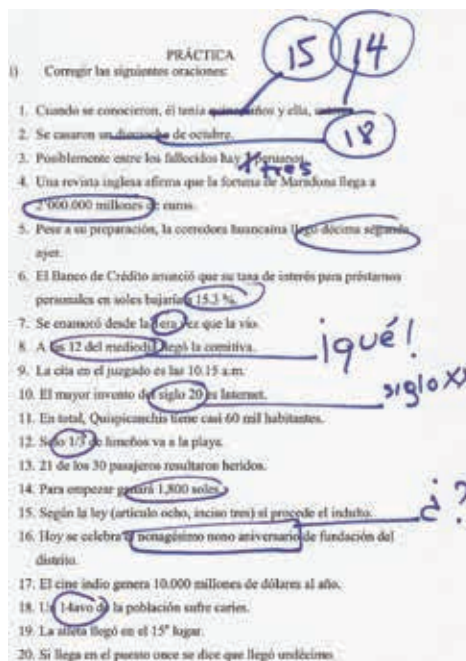 15 14
PRÁCTICA
I) Corregir las siguientes oraciones:
1. Cuando se conocieron, él tenía quince años y ella,
2. Se casaron un dieciocho de octubre.
18
3. Posiblemente entre los fallecidos hay 3 peruanos.
tres
4. Una revista inglesa afirma que la fortuna de Maradona llega a
2'000.000 millones de euros.
5. Pese a su preparación, la corredora huancaína llegó décima segunda
ayer.
6. El Banco de Crédito anunció que su tasa de interés para préstamos
personales en soles bajaría a 15.3 %.
7. Se enamoró desde la 1era vez que la vio.
8. A las 12 del mediodía llegó la comitiva.
¡qué!
9. La cita en el juzgado es las 10.15 a.m.
10. El mayor invento del siglo 20 es Internet.
siglo XX
11. En total, Quispicanchis tiene casi 60 mil habitantes.
12. Solo 1/3 de limeños va a la playa.
13. 21 de los 30 pasajeros resultaron heridos.
14. Para empezar ganará 1,800 soles.
15. Según la ley (artículo ocho, inciso tres) sí procede el indulto.
¿?
16. Hoy se celebra el nonagésimo nono aniversario de fundación del
distrito.
17. El cine indio genera 10.000 millones de dólares al año.
18. Un 14avo de la población sufre caries.
19. La atleta llegó en el 15° lugar.
20. Si llega en el puesto once se dice que llegó undécimo